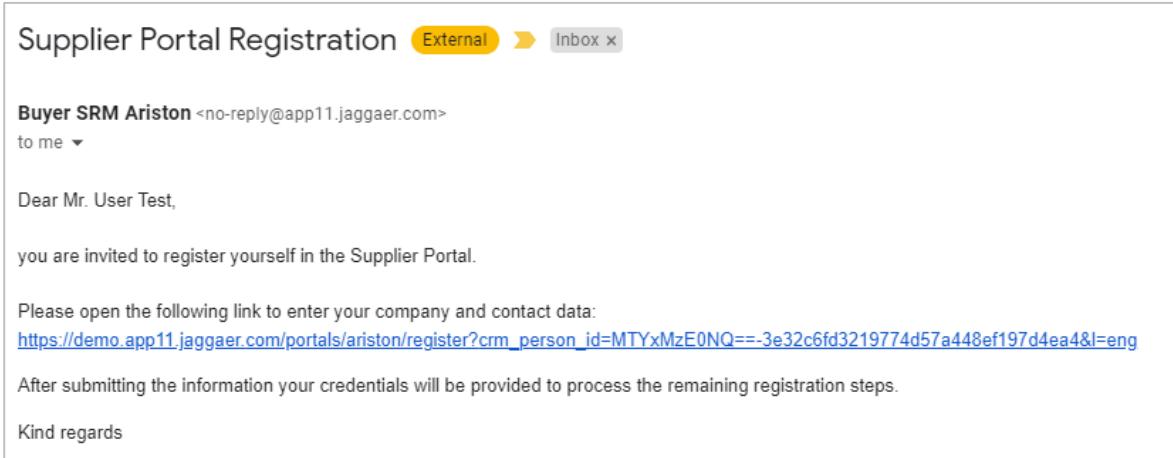 Supplier Portal Registration External Inbox ×
Buyer SRM Ariston <no-reply@app11.jaggaer.com>
to me
Dear Mr. User Test,
you are invited to register yourself in the Supplier Portal.
Please open the following link to enter your company and contact data:
https://demo.app11.jaggaer.com/portals/ariston/register?crm_person_id=MTYxMzE0NQ==-3e32c6fd3219774d57a448ef197d4ea4&l=eng
After submitting the information your credentials will be provided to process the remaining registration steps.
Kind regards